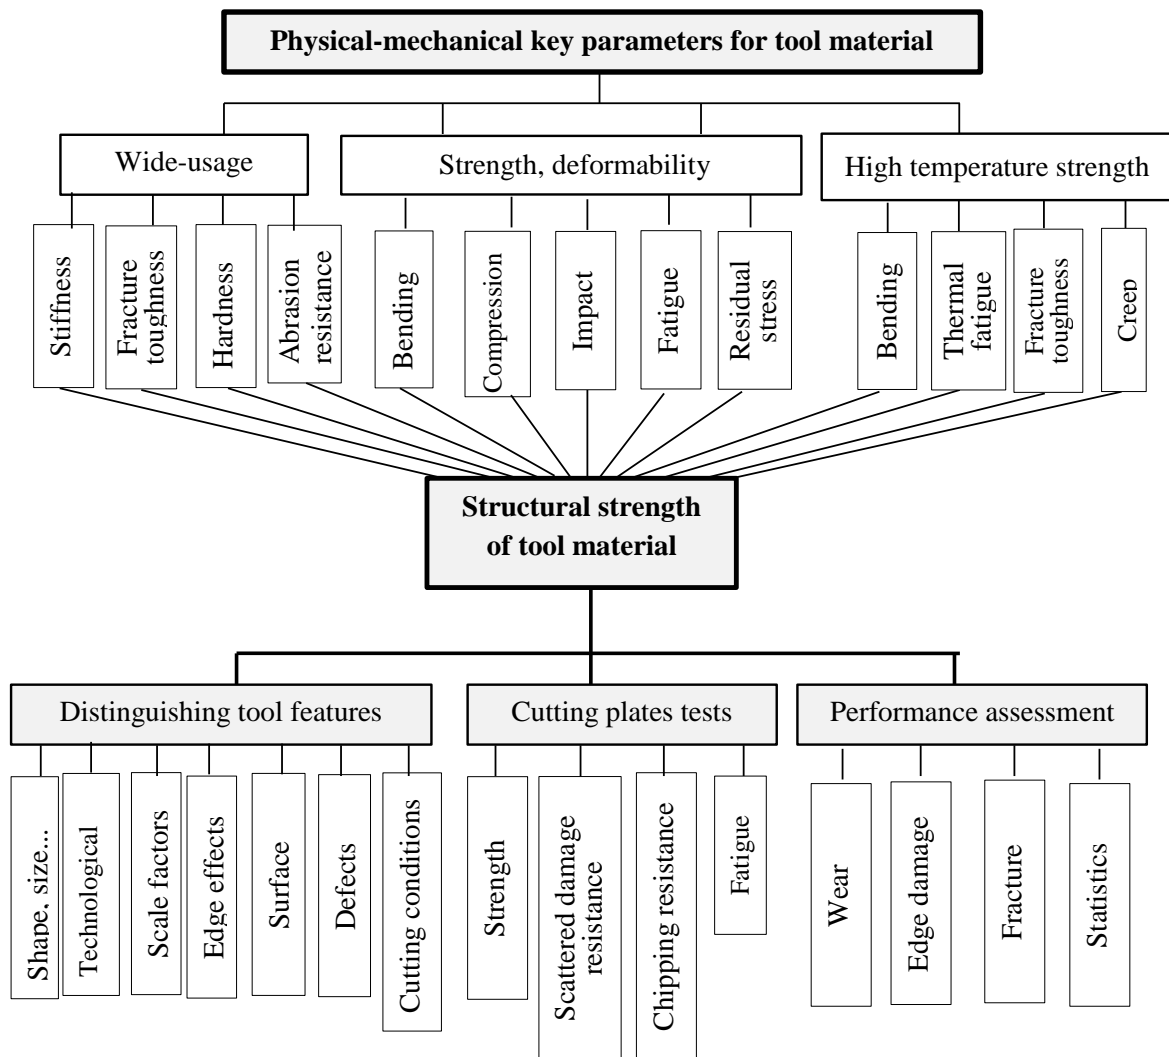 Physical-mechanical key parameters for tool material
Wide-usage
Strength, deformability
High temperature strength
Stiffness
Fracture
toughness
Hardness
Abrasion
resistance
Bending
Compression
Impact
Fatigue
Residual
stress
Bending
Thermal
fatigue
Fracture
toughness
Creep
Structural strength
of tool material
Distinguishing tool features
Cutting plates tests
Performance assessment
Shape, size...
Technological
Scale factors
Edge effects
Surface
Defects
Cutting conditions
Strength
Scattered damage
resistance
Chipping resistance
Fatigue
Wear
Edge damage
Fracture
Statistics